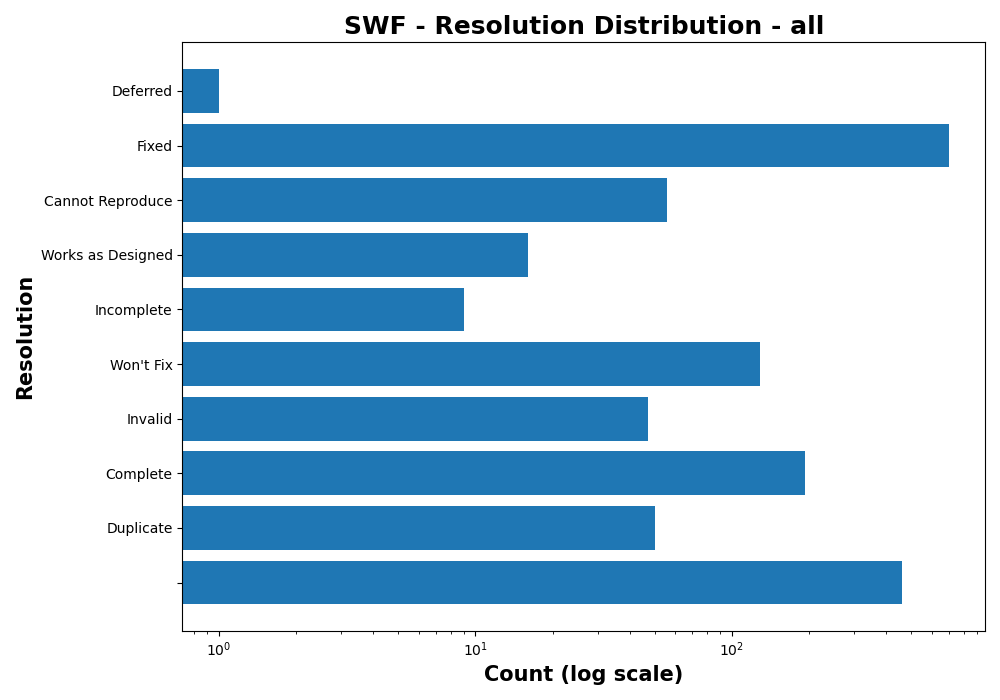 SWF - Resolution Distribution - all
Deferred
Fixed
Cannot Reproduce
Works as Designed
Incomplete
Won't Fix
Invalid
Complete
Duplicate
Resolution
10⁰ 10¹ 10²
Count (log scale)